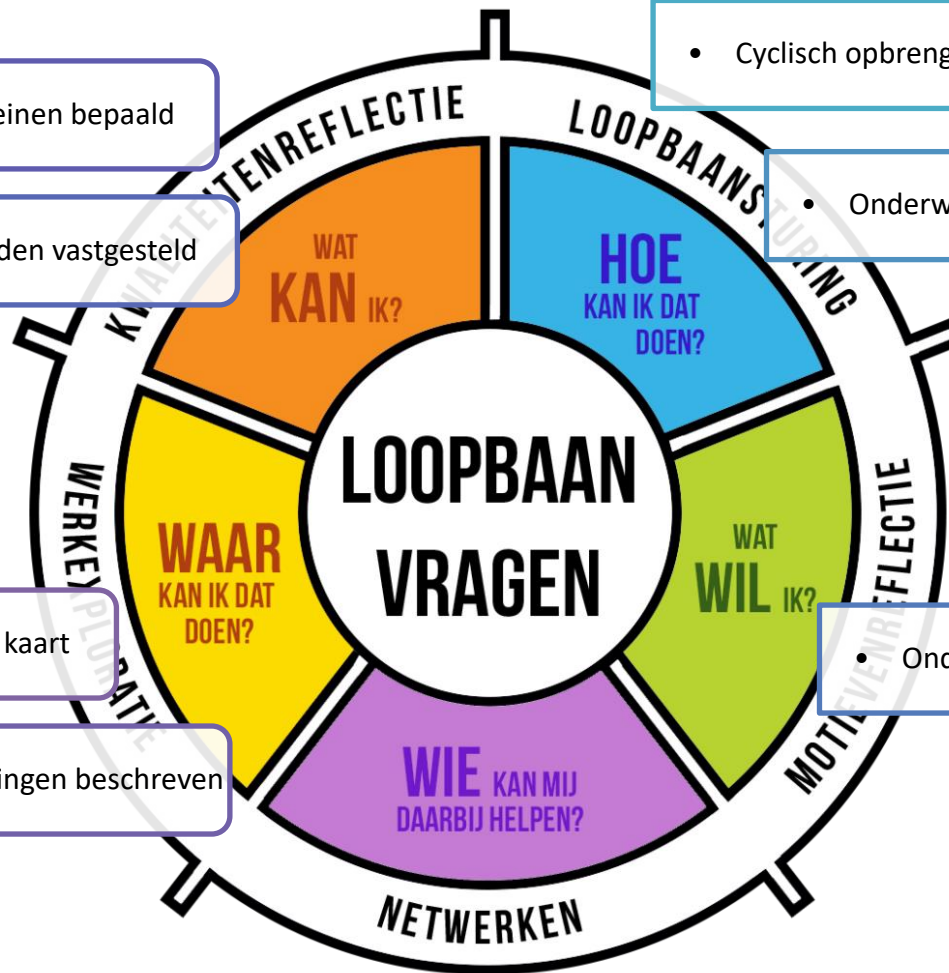 • Cyclisch opbreng
einen bepaald
KWALITEITENREFLECTIE
LOOPBAANSTURING
• Onderw
den vastgesteld
WAT
KAN IK?
HOE
KAN IK DAT
DOEN?
LOOPBAAN
VRAGEN
WERKEXPLORATIE
WAAR
KAN IK DAT
DOEN?
WAT
WIL IK?
MOTIEVENREFLECTIE
kaart
• Ond
ingen beschreven
WIE KAN MIJ
DAARBIJ HELPEN?
NETWERKEN